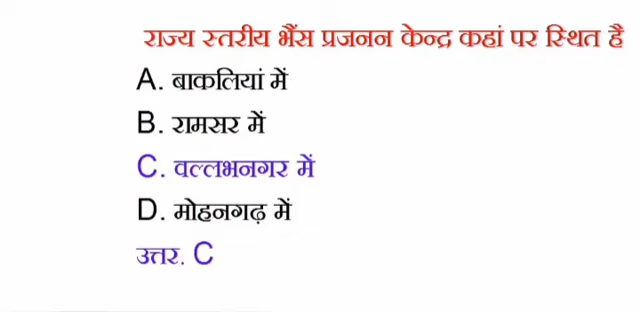 राज्य स्तरीय भैंस प्रजनन केन्द्र कहां पर स्थित है
A. बाकलियां में
B. रामसर में
C. वल्लभनगर में
D. मोहनगढ़ में
उत्तर. C